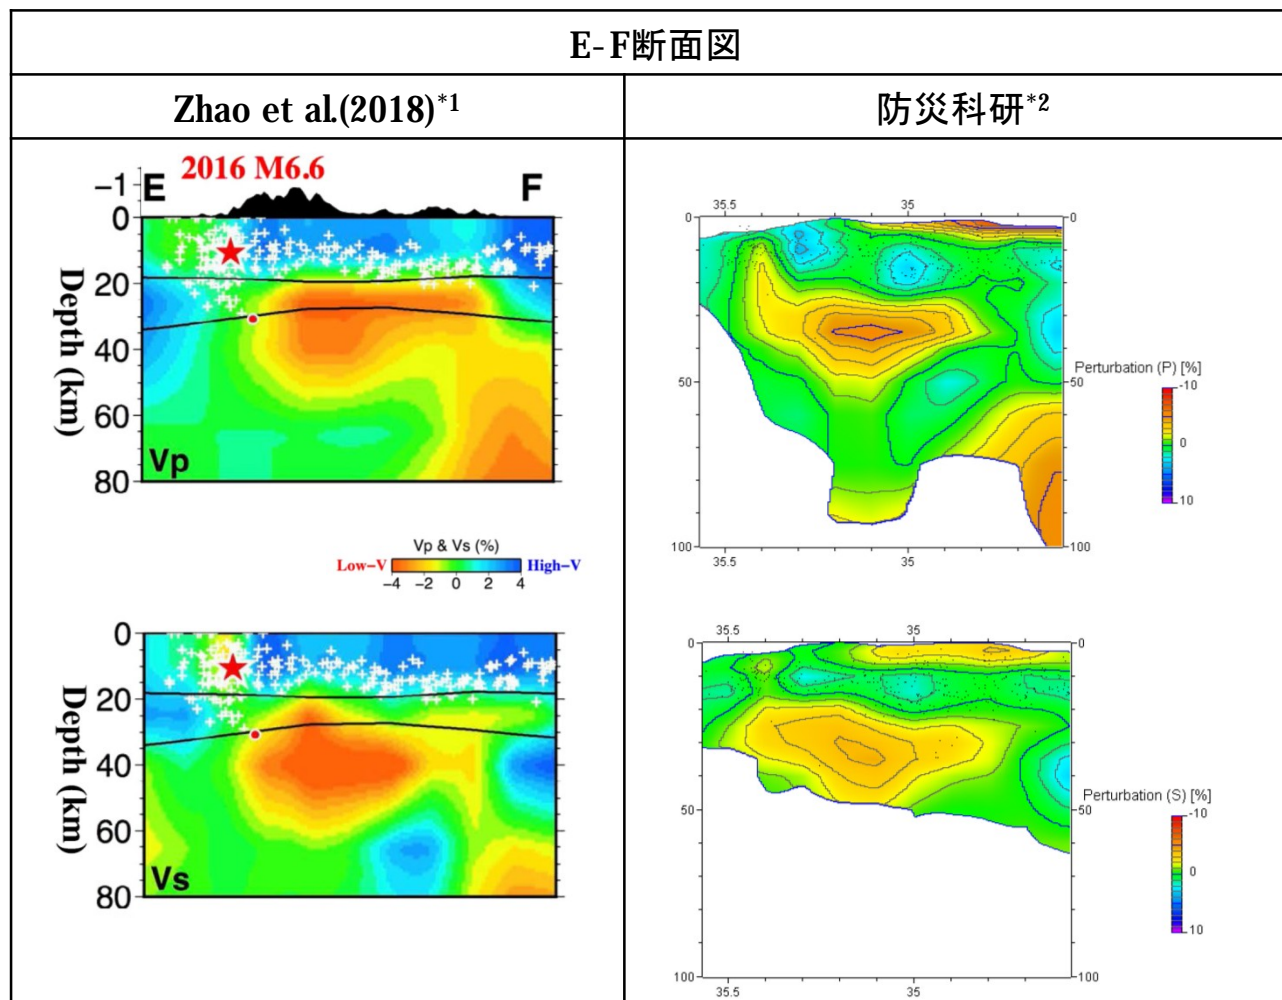 E-F断面図
Zhao et al.(2018)*1
防災科研*2
2016 M6.6
E
F
−1
0
20
40
60
80
Depth (km)
Vp
Vp & Vs (%)
Low−V
High−V
−4 −2 0 2 4
0
20
40
60
80
Depth (km)
Vs
35.5 35
0 0
50 50
100 100
35.5 35
Perturbation (P) [%]
-10
0
10
35.5 35
0 0
50 50
100 100
35.5 35
Perturbation (S) [%]
-10
0
10